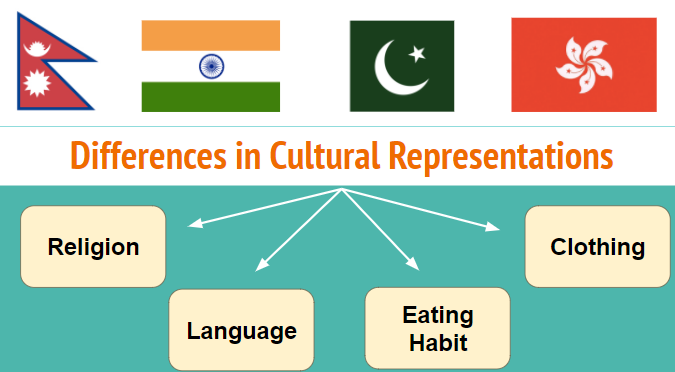 Differences in Cultural Representations
Religion
Clothing
Language
Eating
Habit